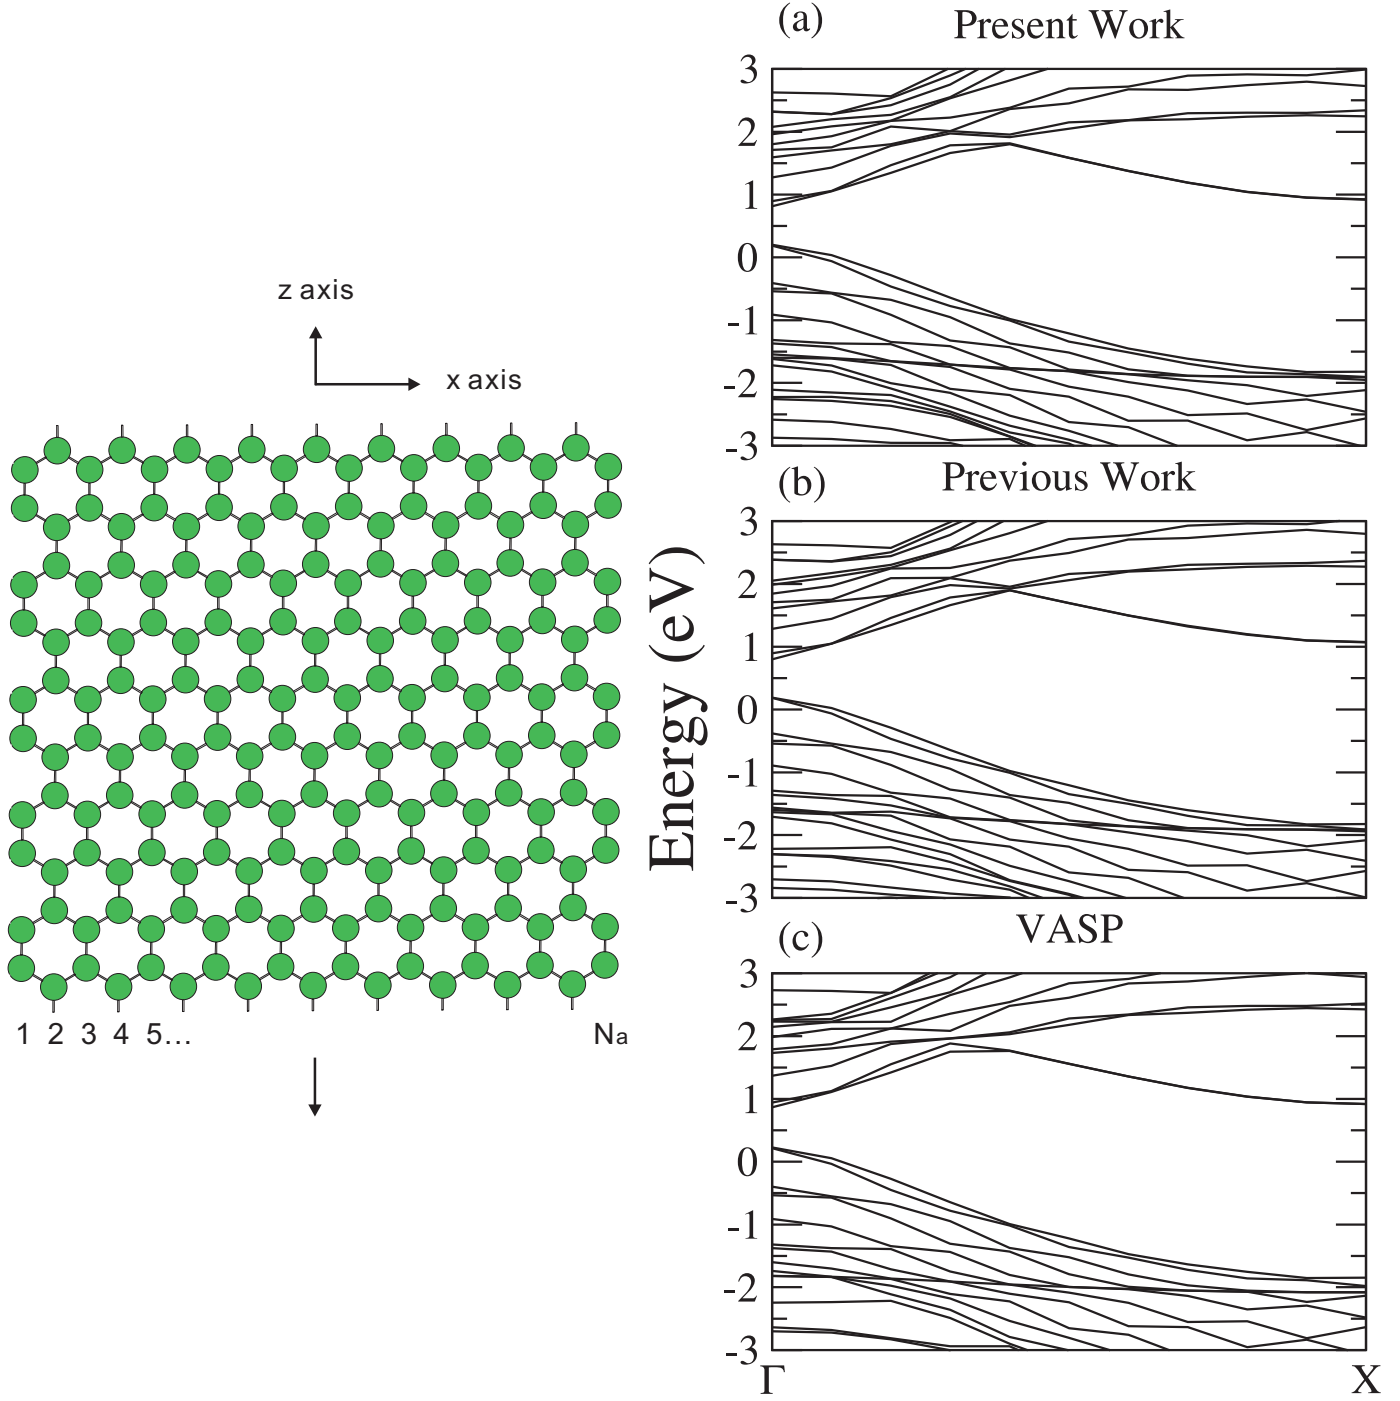 z axis
x axis
1 2 3 4 5... Na
Energy (eV)
(a) Present Work
3
2
1
0
-1
-2
-3
(b) Previous Work
3
2
1
0
-1
-2
-3
(c) VASP
3
2
1
0
-1
-2
-3
Γ X